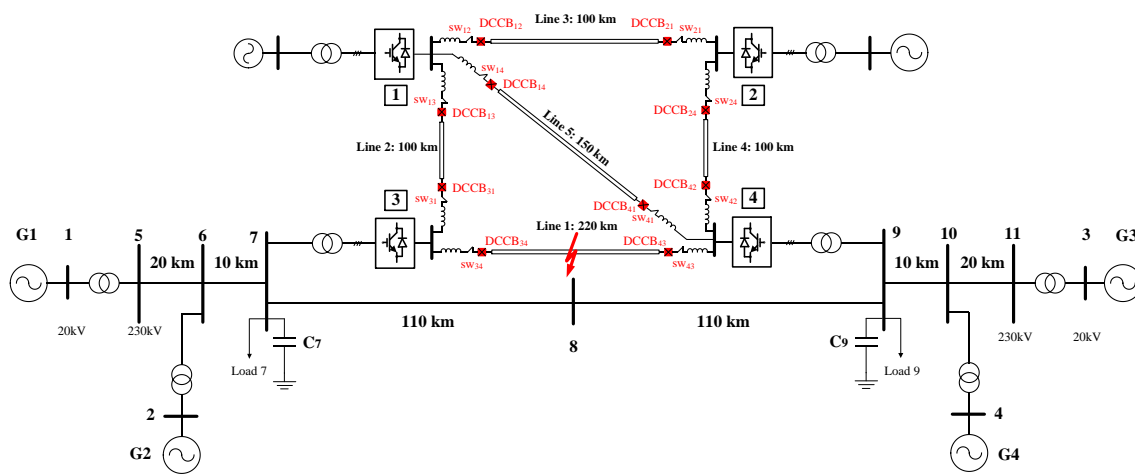 Line 3: 100 km
sw12
DCCB12
DCCB21
sw21
1
sw14
DCCB14
2
sw13
DCCB13
sw24
DCCB24
Line 2: 100 km
Line 5: 150 km
Line 4: 100 km
DCCB31
sw31
DCCB42
sw42
3
DCCB41
sw41
4
Line 1: 220 km
DCCB34
DCCB43
sw34
sw43
G1
1
5
6
7
9
10
11
3
G3
20 km
10 km
10 km
20 km
20kV
230kV
110 km
8
110 km
230kV
20kV
C7
Load 7
C9
Load 9
2
G2
4
G4